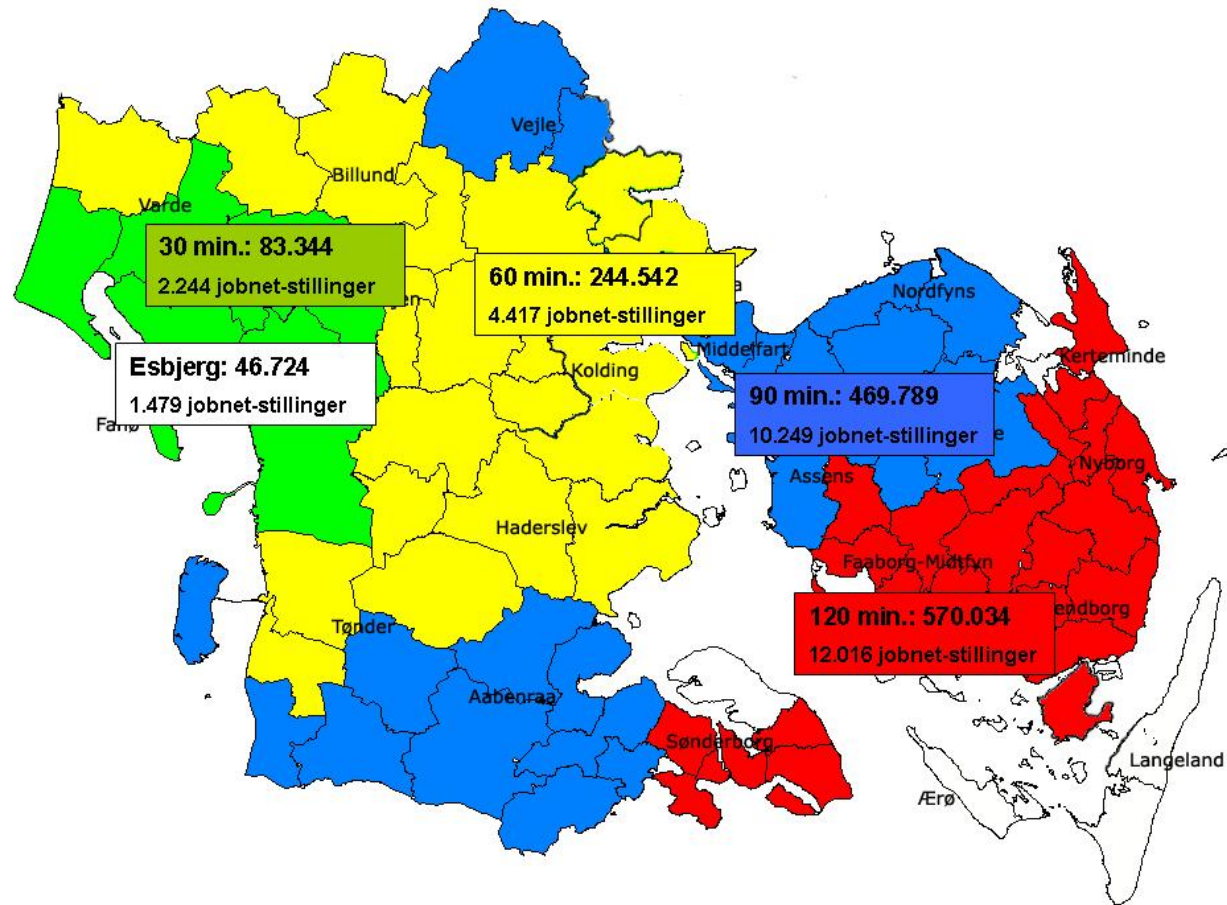 Vejle
Billund
Varde
30 min.: 83.344
2.244 jobnet-stillinger
60 min.: 244.542
4.417 jobnet-stillinger
Nordfyns
Middelfart
Kerteminde
Esbjerg: 46.724
1.479 jobnet-stillinger
Kolding
90 min.: 469.789
10.249 jobnet-stillinger
Fanø
Assens
Nyborg
Haderslev
Faaborg-Midtfyn
120 min.: 570.034
12.016 jobnet-stillinger
endborg
Tønder
Aabenraa
Sønderborg
Langeland
Ærø